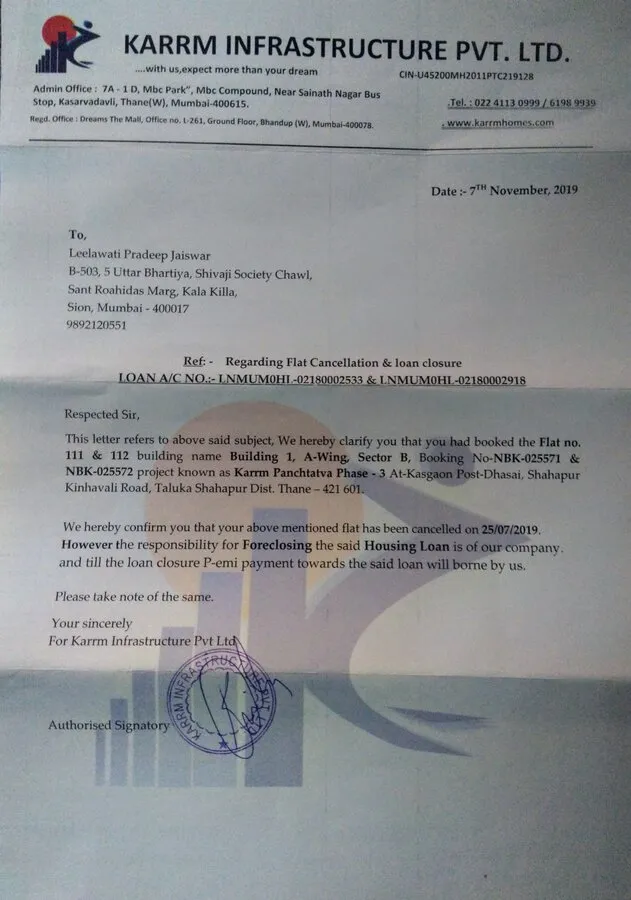 KARRM INFRASTRUCTURE PVT. LTD.
....with us,expect more than your dream
CIN-U45200MH2011PTC219128
Admin Office : 7A - 1 D, Mbc Park", Mbc Compound, Near Sainath Nagar Bus
Stop, Kasarvadavli, Thane(W), Mumbai-400615.
.Tel. : 022 4113 0999 / 6198 9939
Regd. Office : Dreams The Mall, Office no. L-261, Ground Floor, Bhandup (W), Mumbai-400078.
. www.karrmhomes.com
Date :- 7TH November, 2019
To,
Leelawati Pradeep Jaiswar
B-503, 5 Uttar Bhartiya, Shivaji Society Chawl,
Sant Roahidas Marg, Kala Killa,
Sion, Mumbai - 400017
9892120551
Ref: - Regarding Flat Cancellation & loan closure
LOAN A/C NO.:- LNMUM0HL-02180002533 & LNMUM0HL-02180002918
Respected Sir,
This letter refers to above said subject, We hereby clarify you that you had booked the Flat no.
111 & 112 building name Building 1, A-Wing, Sector B, Booking No-NBK-025571 &
NBK-025572 project known as Karrm Panchtatva Phase - 3 At-Kasgaon Post-Dhasai, Shahapur
Kinhavali Road, Taluka Shahapur Dist. Thane – 421 601.
We hereby confirm you that your above mentioned flat has been cancelled on 25/07/2019.
However the responsibility for Foreclosing the said Housing Loan is of our company.
and till the loan closure P-emi payment towards the said loan will borne by us.
Please take note of the same.
Your sincerely
For Karrm Infrastructure Pvt Ltd
KARRM INFRASTRUCTURE
Authorised Signatory